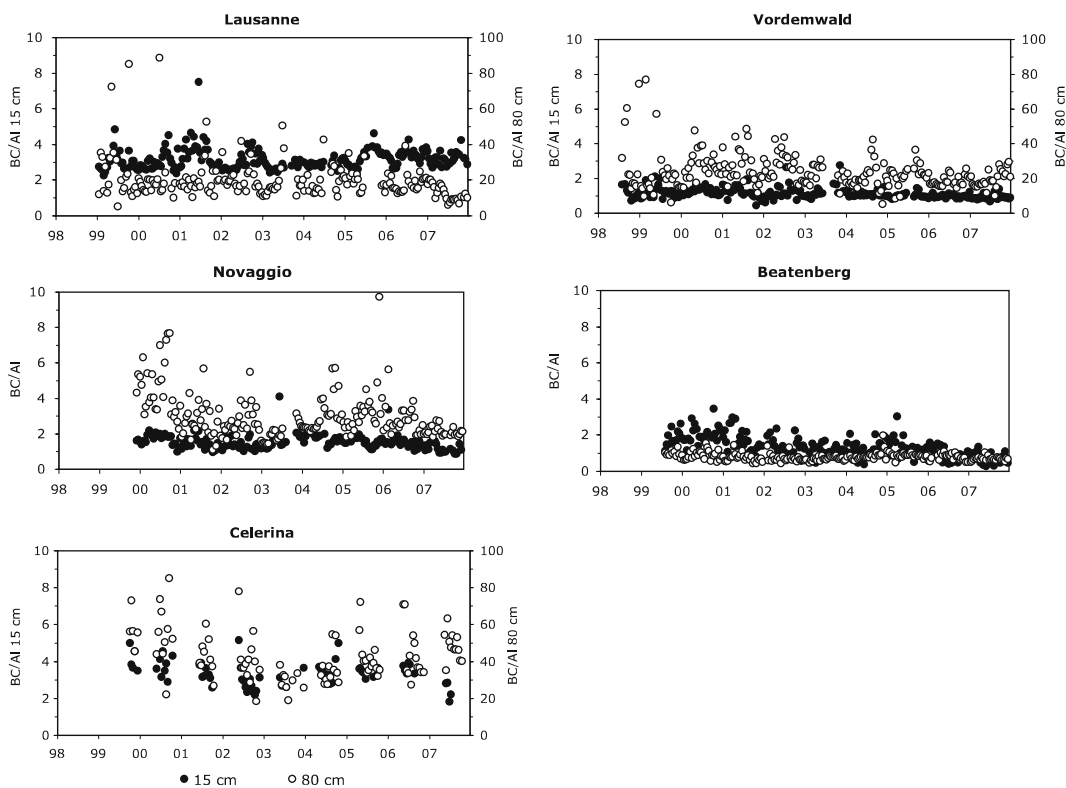 Lausanne
10 8 6 4 2 0
BC/Al 15 cm
100 80 60 40 20 0
BC/Al 80 cm
98 99 00 01 02 03 04 05 06 07
Vordemwald
10 8 6 4 2 0
BC/Al 15 cm
100 80 60 40 20 0
BC/Al 80 cm
98 99 00 01 02 03 04 05 06 07
Novaggio
10 8 6 4 2 0
BC/Al
98 99 00 01 02 03 04 05 06 07
Beatenberg
10 8 6 4 2 0
BC/Al
98 99 00 01 02 03 04 05 06 07
Celerina
10 8 6 4 2 0
BC/Al 15 cm
100 80 60 40 20 0
BC/Al 80 cm
98 99 00 01 02 03 04 05 06 07
15 cm 80 cm